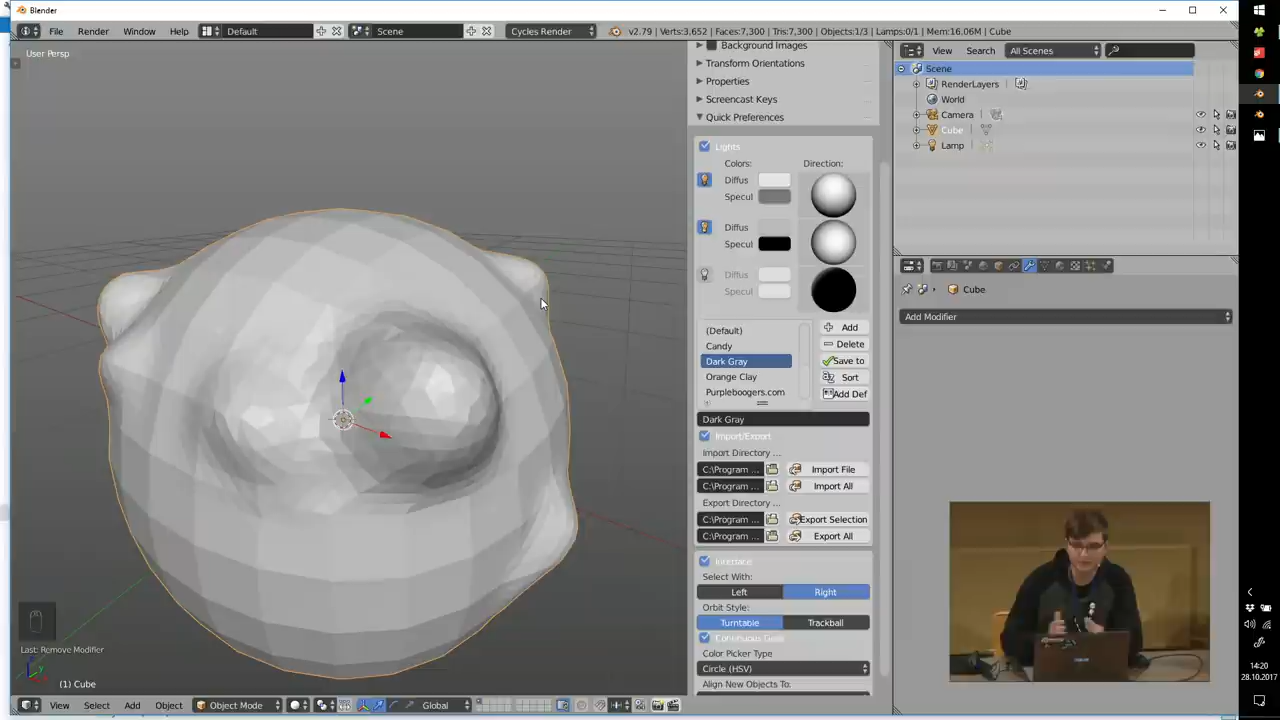 Blender
File Render Window Help Default Scene Cycles Render v2.79 | Verts:3,652 | Faces:7,300 | Tris:7,300 | Objects:1/3 | Lamps:0/1 | Mem:16.06M | Cube
User Persp
Background Images
Transform Orientations
Properties
Screencast Keys
Quick Preferences
Lights
Colors: Direction:
Diffus
Specul
Diffus
Specul
Diffus
Specul
(Default)
Candy
Dark Gray
Orange Clay
Purpleboogers.com
Add
Delete
Save to
Sort
Add Def
Dark Gray
Import/Export
Import Directory ...
C:\Program ... Import File
C:\Program ... Import All
Export Directory ...
C:\Program ... Export Selection
C:\Program ... Export All
Interface
Select With:
Left Right
Orbit Style:
Turntable Trackball
Continuous Grab
Color Picker Type
Circle (HSV)
Align New Objects To:
View Search All Scenes
Scene
RenderLayers
World
Camera
Cube
Lamp
Cube
Add Modifier
Last: Remove Modifier
(1) Cube
View Select Add Object Object Mode Global
14:20
28.10.2017